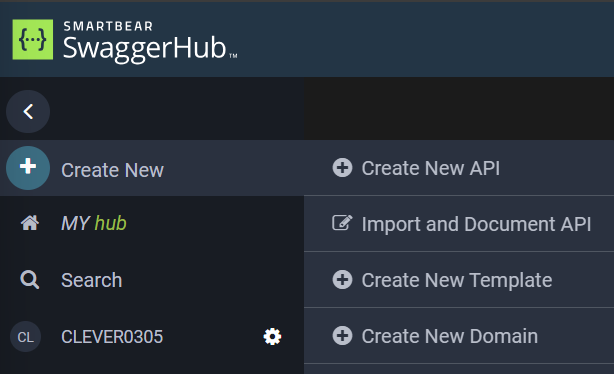 SMARTBEAR
SwaggerHub™
Create New
MY hub
Search
CL CLEVER0305
Create New API
Import and Document API
Create New Template
Create New Domain